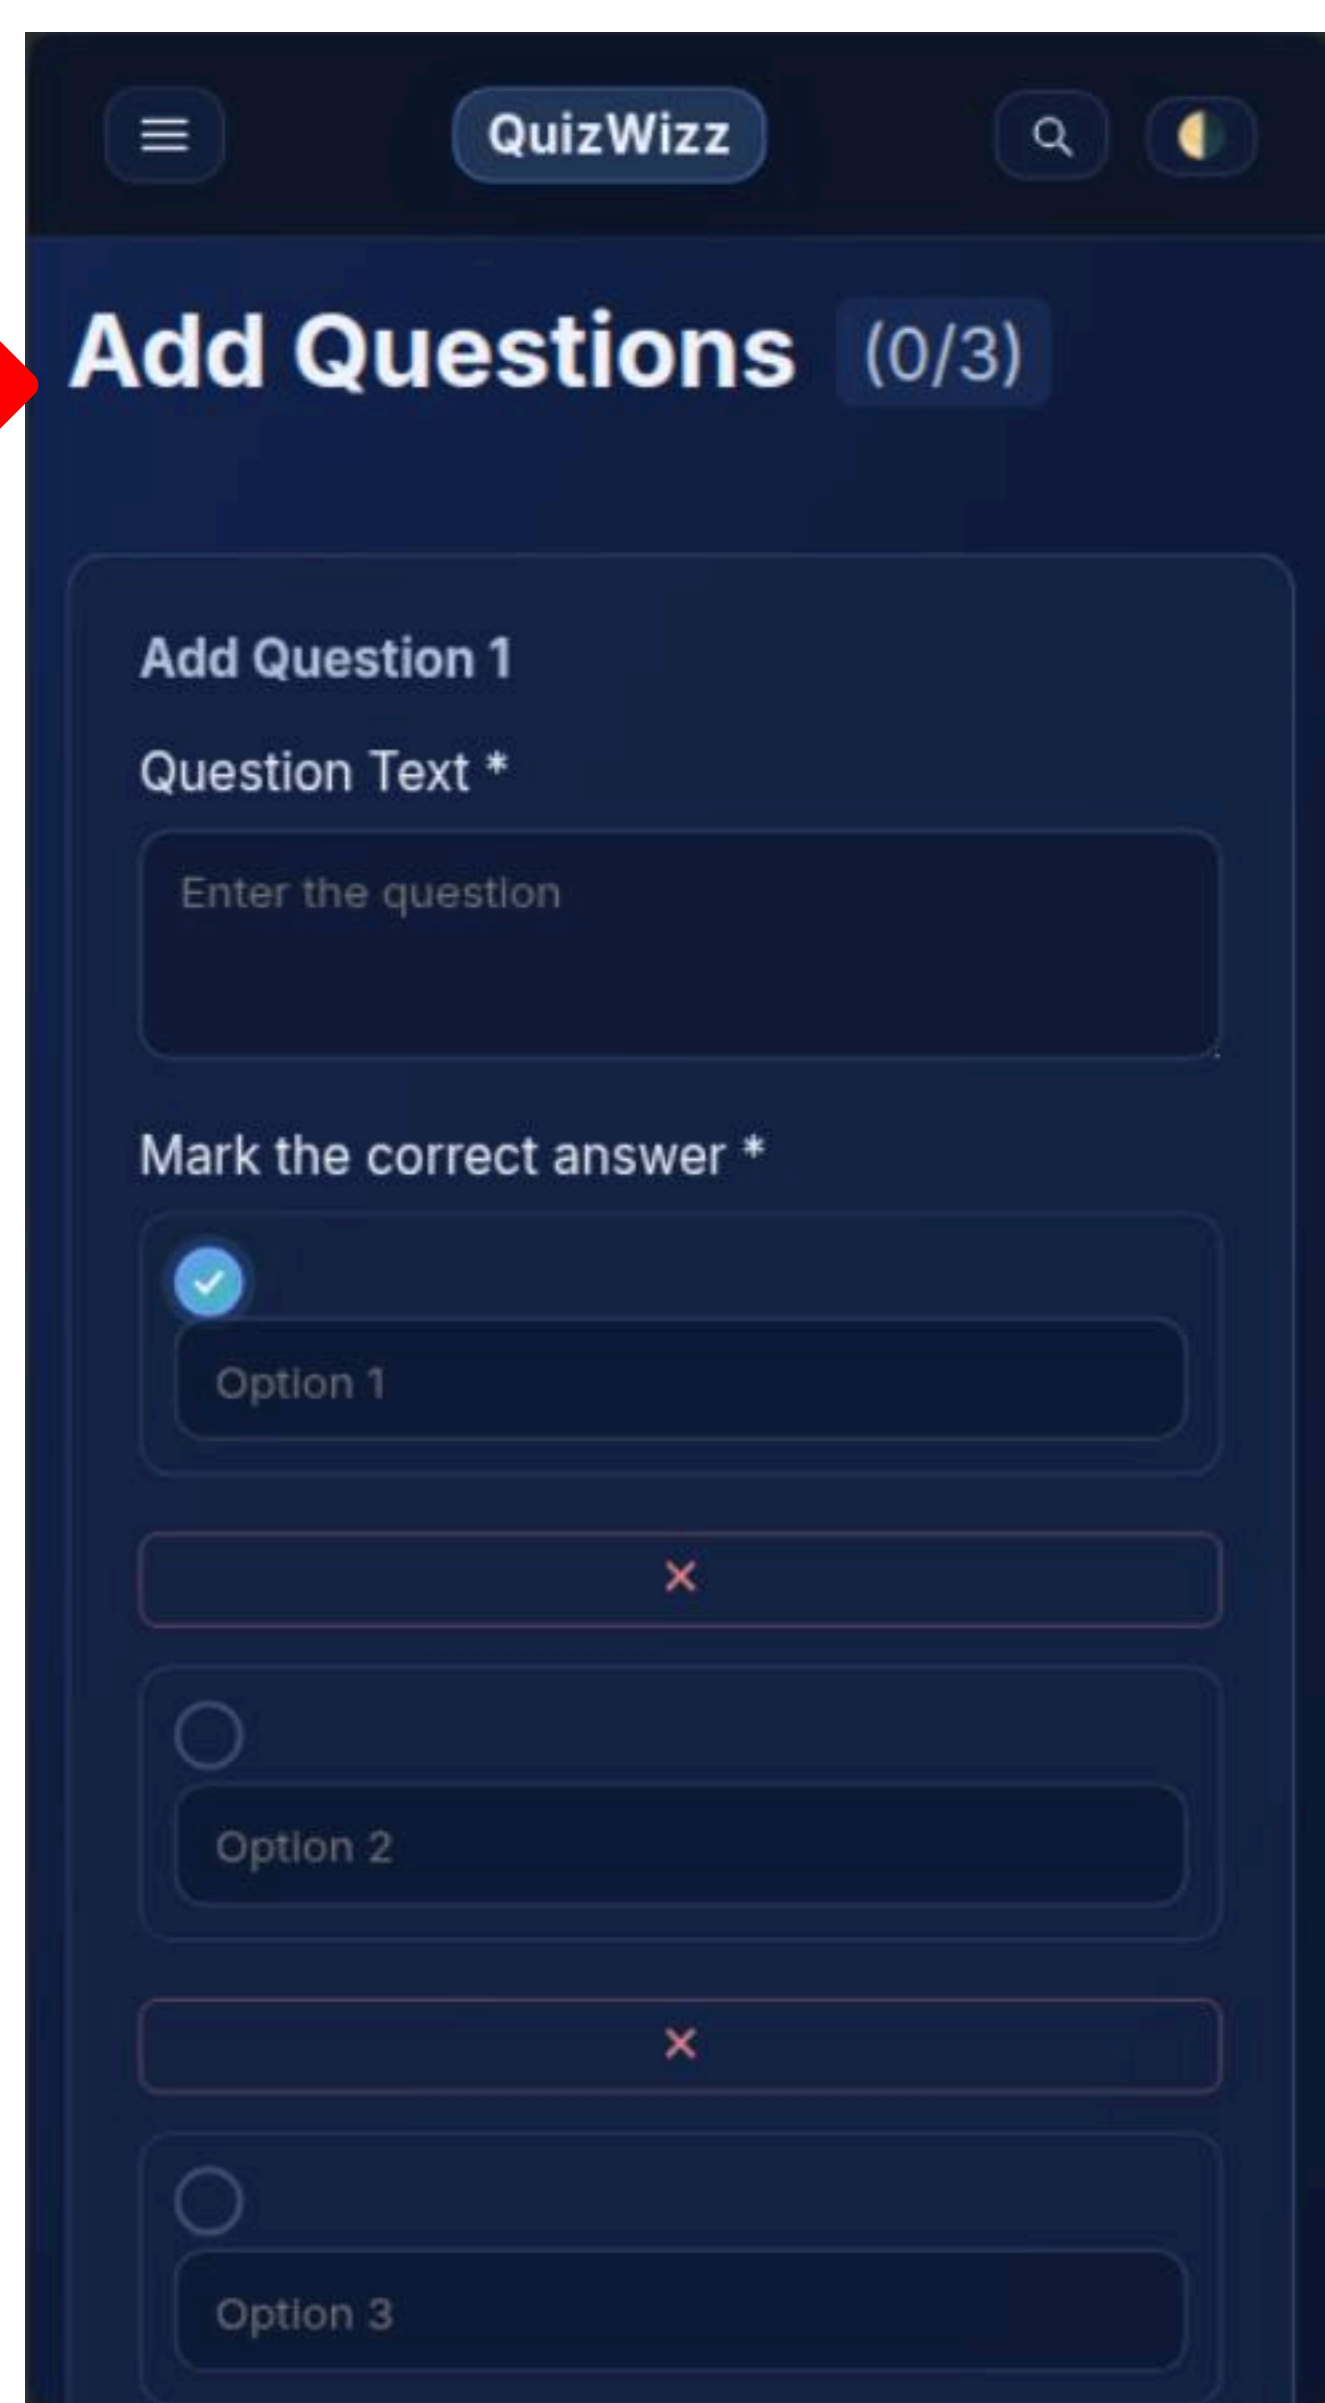 QuizWizz
Add Questions (0/3)
Add Question 1
Question Text *
Enter the question
Mark the correct answer *
Option 1
Option 2
Option 3